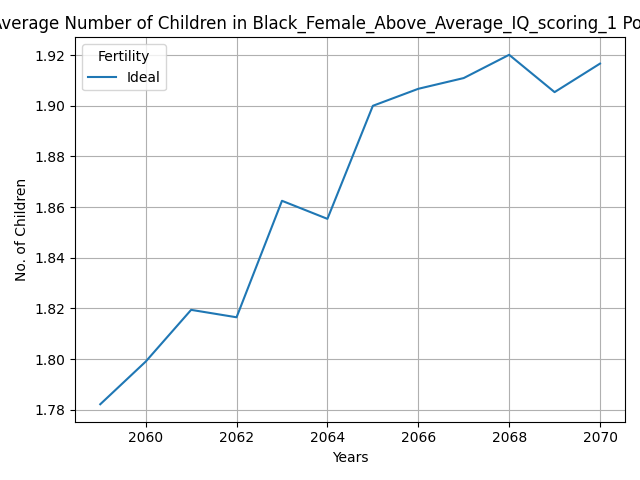 Average Number of Children in Black_Female_Above_Average_IQ_scoring_1 Po
Fertility
Ideal
No. of Children
1.92
1.90
1.88
1.86
1.84
1.82
1.80
1.78
2060 2062 2064 2066 2068 2070
Years